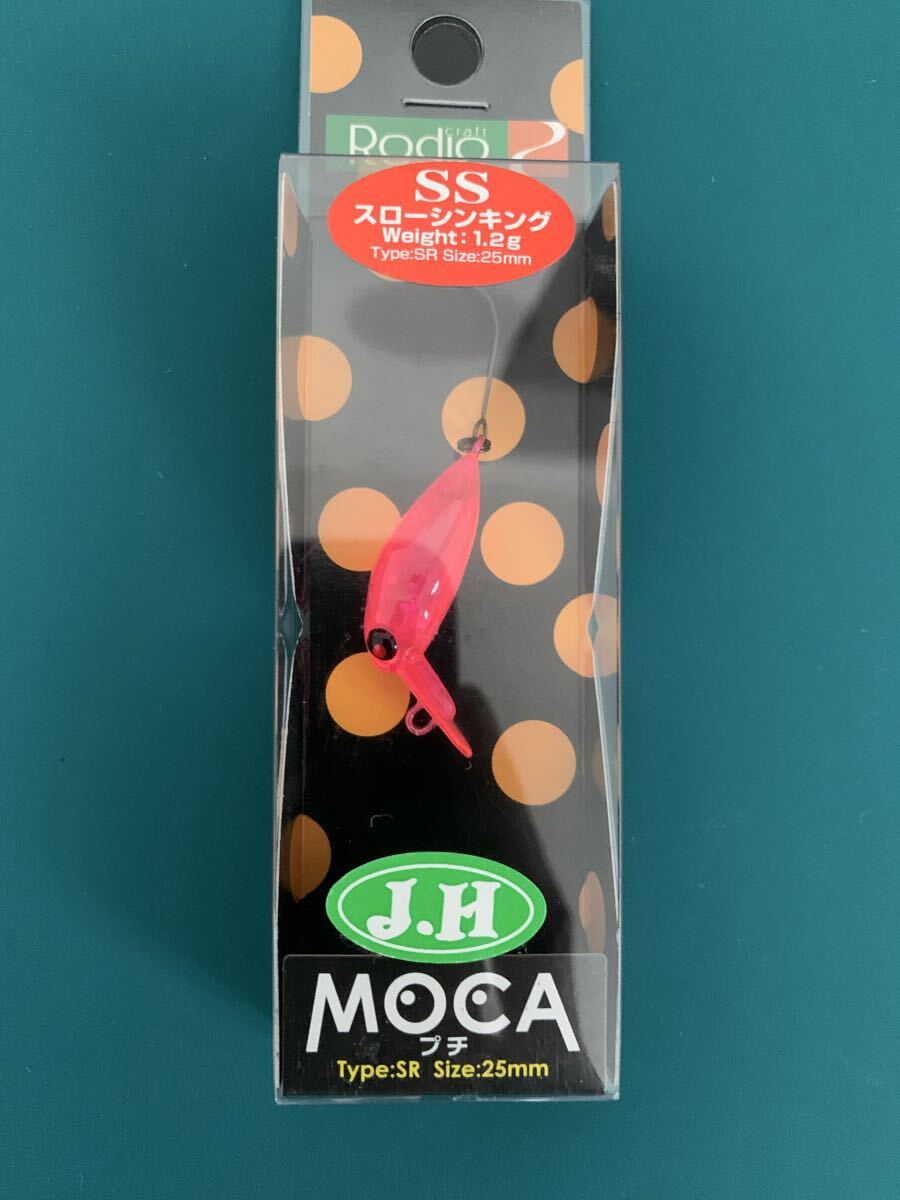 craft
Rodio
SS
スローシンキング
Weight: 1.2g
Type:SR Size:25mm
J.H
MOCA
プチ
Type:SR Size:25mm